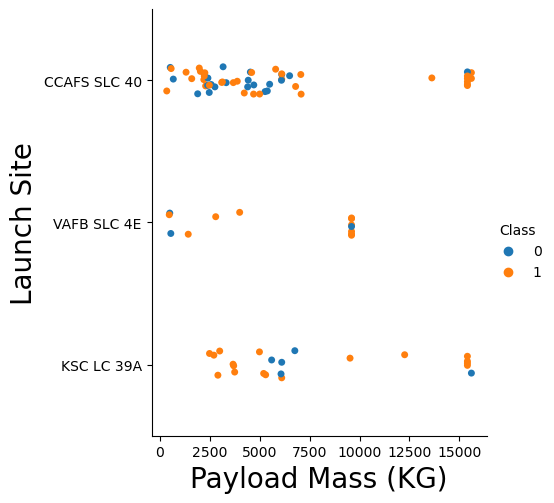 Launch Site
CCAFS SLC 40
VAFB SLC 4E
KSC LC 39A
0 2500 5000 7500 10000 12500 15000
Payload Mass (KG)
Class
0
1